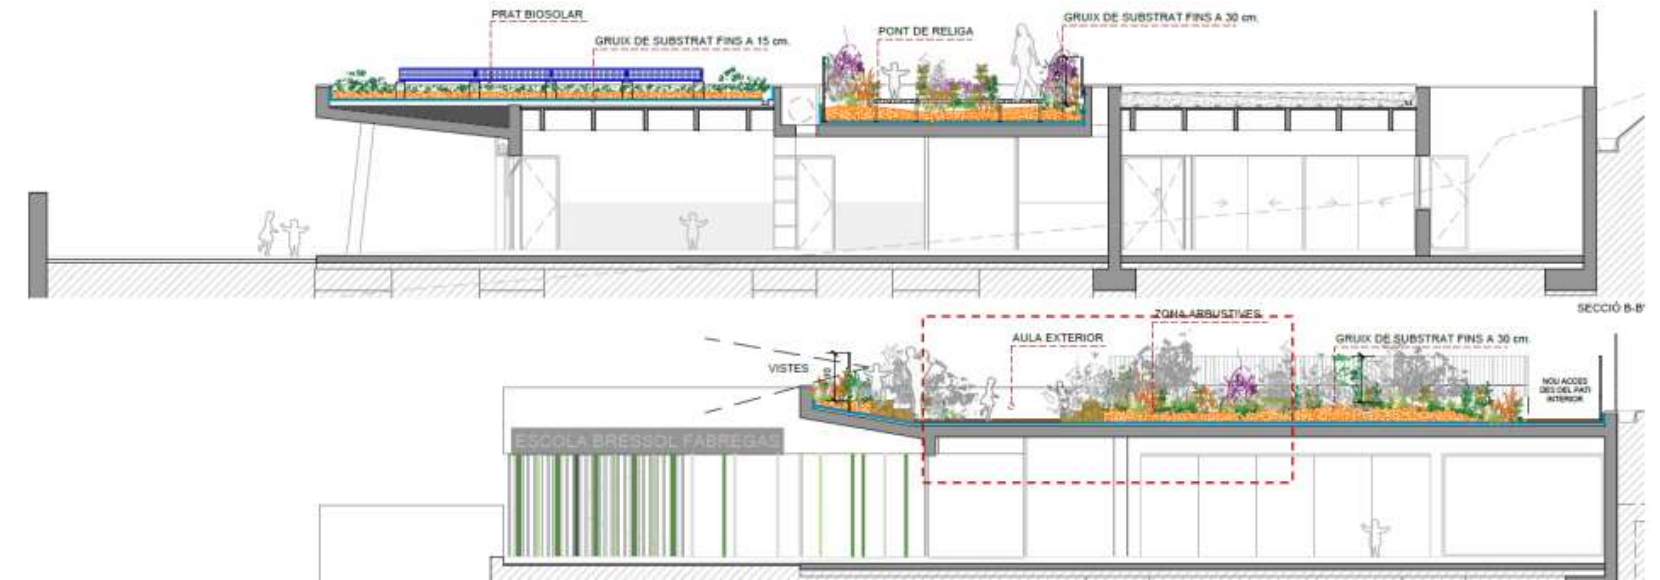 PRAT BIOSOLAR
GRUIX DE SUBSTRAT FINS A 15 cm.
PONT DE RELIGA
GRUIX DE SUBSTRAT FINS A 30 cm.
SECCIÓ B-B'
ZONA ARBUSTIVES
AULA EXTERIOR
GRUIX DE SUBSTRAT FINS A 30 cm.
VISTES
NOU ACCES
DES DEL PATI
INTERIOR
ESCOLA BRESSOL FABREGAS